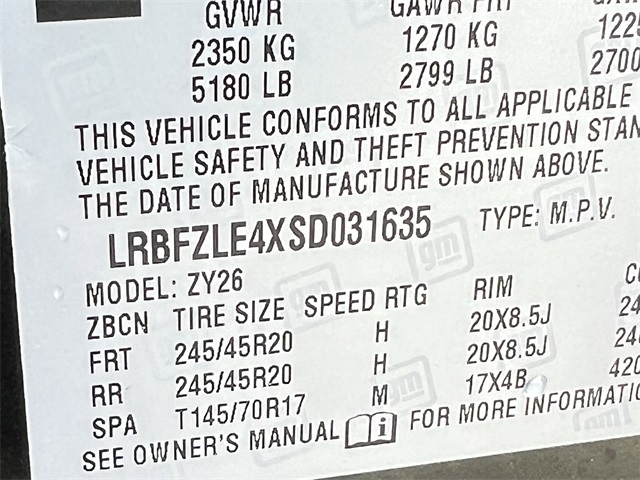 GVWR GAWR FRT
2350 KG 1270 KG
5180 LB 2799 LB 2700
THIS VEHICLE CONFORMS TO ALL APPLICABLE
VEHICLE SAFETY AND THEFT PREVENTION STAN
THE DATE OF MANUFACTURE SHOWN ABOVE.
LRBFZLE4XSD031635 TYPE: M.P.V.
MODEL: ZY26
ZBCN TIRE SIZE SPEED RTG RIM
FRT 245/45R20 H 20X8.5J
RR 245/45R20 H 20X8.5J
SPA T145/70R17 M 17X4B 420
SEE OWNER'S MANUAL i FOR MORE INFORMATIO
gm